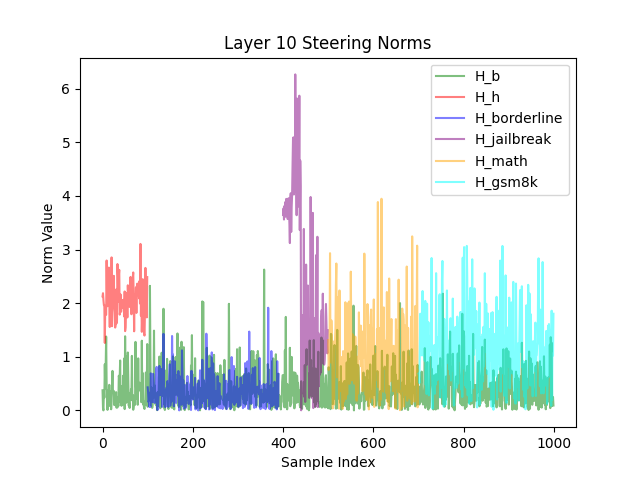 Layer 10 Steering Norms
H_b
H_h
H_borderline
H_jailbreak
H_math
H_gsm8k
Norm Value
6
5
4
3
2
1
0
0 200 400 600 800 1000
Sample Index